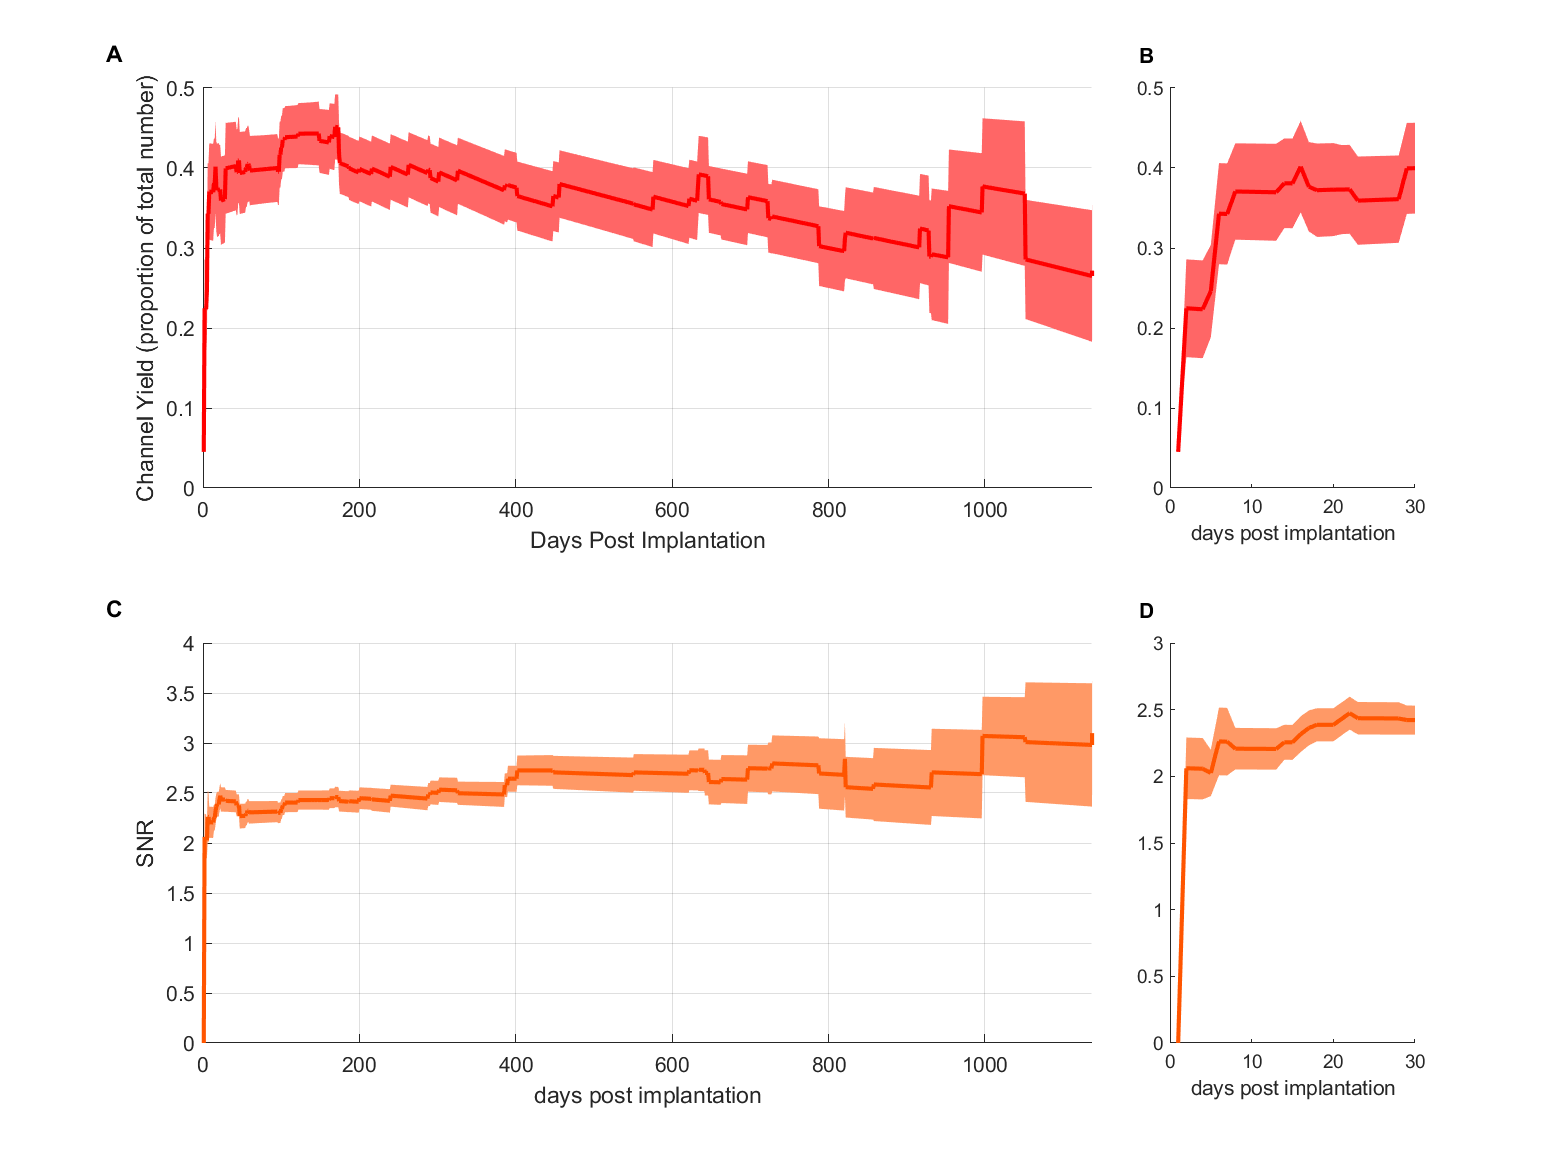 A
B
Channel Yield (proportion of total number)
0.5
0.4
0.3
0.2
0.1
0
0 200 400 600 800 1000
Days Post Implantation
0.5
0.4
0.3
0.2
0.1
0
0 10 20 30
days post implantation
C
D
SNR
4
3.5
3
2.5
2
1.5
1
0.5
0
0 200 400 600 800 1000
days post implantation
3
2.5
2
1.5
1
0.5
0
0 10 20 30
days post implantation